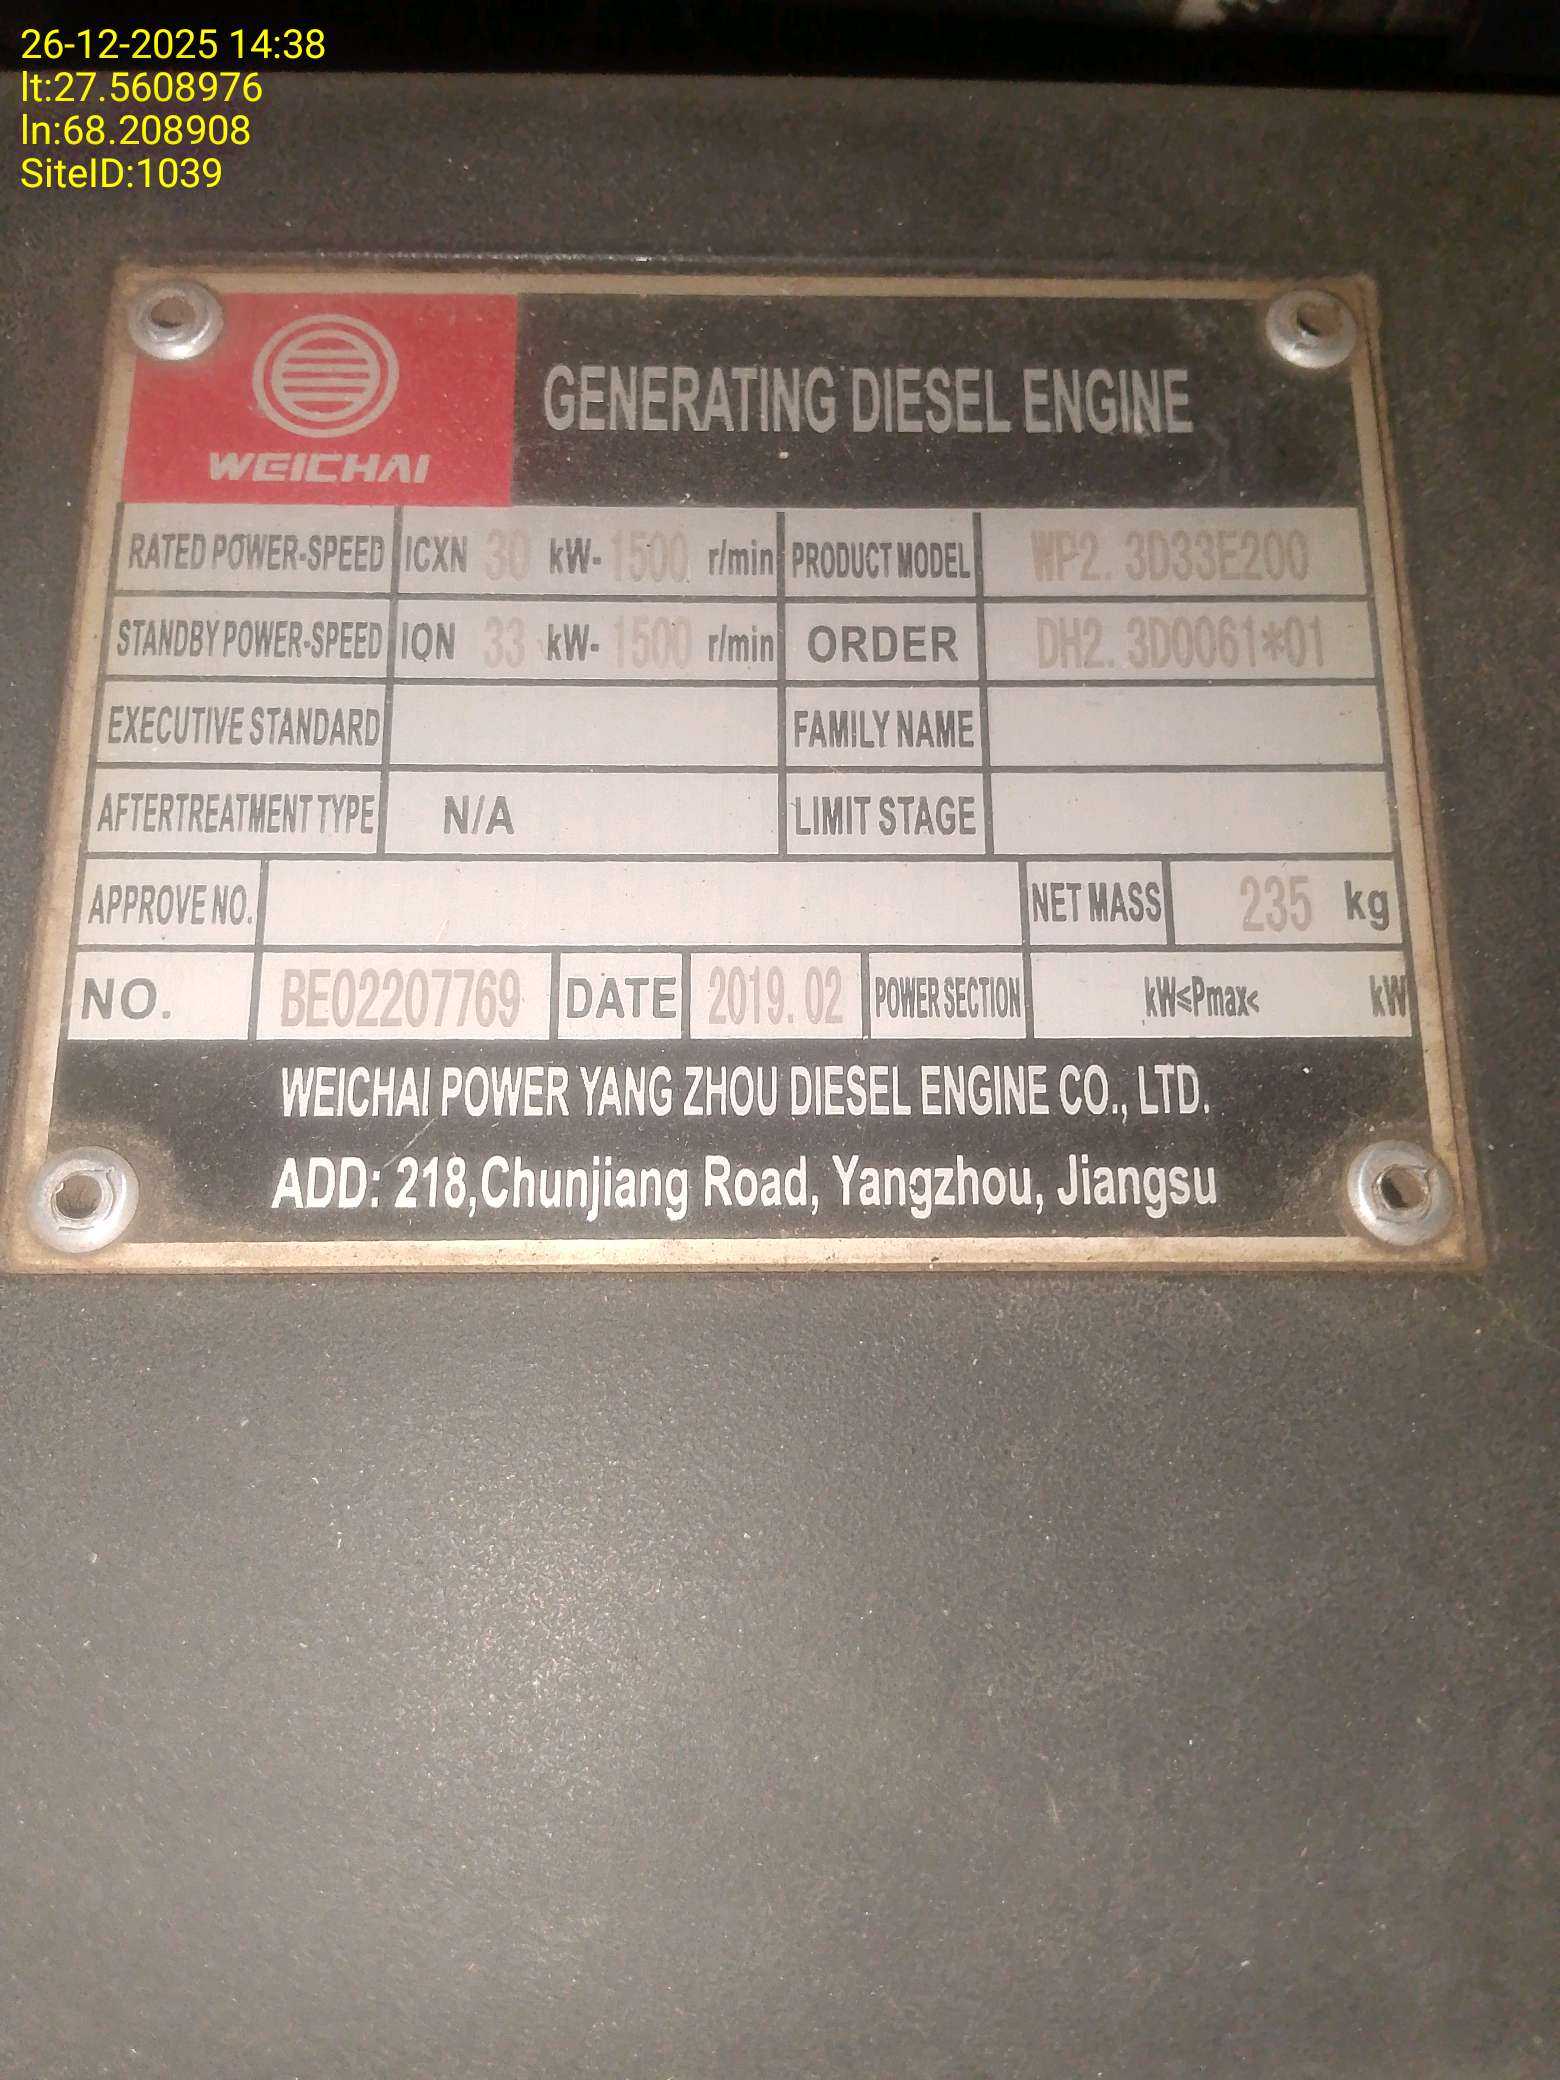 26-12-2025 14:38
lt:27.5608976
ln:68.208908
SiteID:1039
WEICHAI
GENERATING DIESEL ENGINE
RATED POWER-SPEED ICXN 30 kW- 1500 r/min PRODUCT MODEL WP2. 3D33E200
STANDBY POWER-SPEED ION 33 kW- 1500 r/min ORDER DH2. 3D0061*01
EXECUTIVE STANDARD FAMILY NAME
AFTERTREATMENT TYPE N/A LIMIT STAGE
APPROVE NO. NET MASS 235 kg
NO. BE02207769 DATE 2019. 02 POWER SECTION kW≤Pmax< kW
WEICHAI POWER YANG ZHOU DIESEL ENGINE CO., LTD.
ADD: 218,Chunjiang Road, Yangzhou, Jiangsu